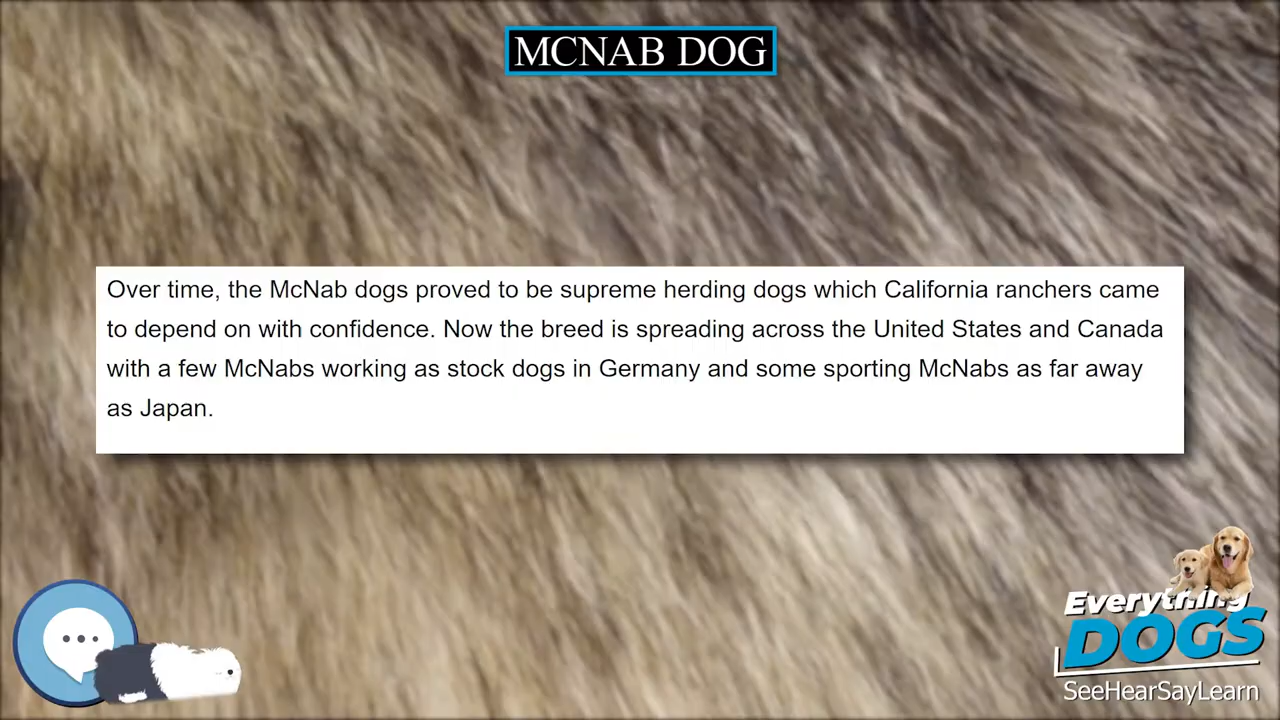 MCNAB DOG
Over time, the McNab dogs proved to be supreme herding dogs which California ranchers came
to depend on with confidence. Now the breed is spreading across the United States and Canada
with a few McNabs working as stock dogs in Germany and some sporting McNabs as far away
as Japan.
Everything
DOGS
SeeHearSayLearn